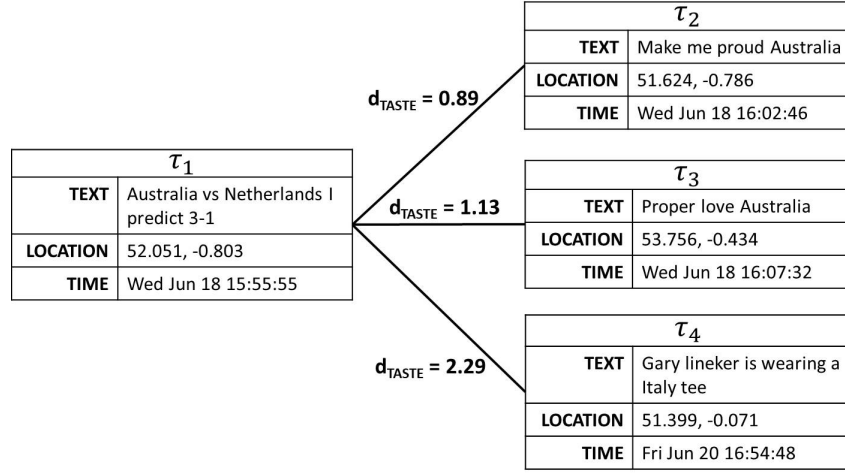 τ1
TEXT Australia vs Netherlands I
predict 3-1
LOCATION 52.051, -0.803
TIME Wed Jun 18 15:55:55
dTASTE = 0.89
dTASTE = 1.13
dTASTE = 2.29
τ2
TEXT Make me proud Australia
LOCATION 51.624, -0.786
TIME Wed Jun 18 16:02:46
τ3
TEXT Proper love Australia
LOCATION 53.756, -0.434
TIME Wed Jun 18 16:07:32
τ4
TEXT Gary lineker is wearing a
Italy tee
LOCATION 51.399, -0.071
TIME Fri Jun 20 16:54:48